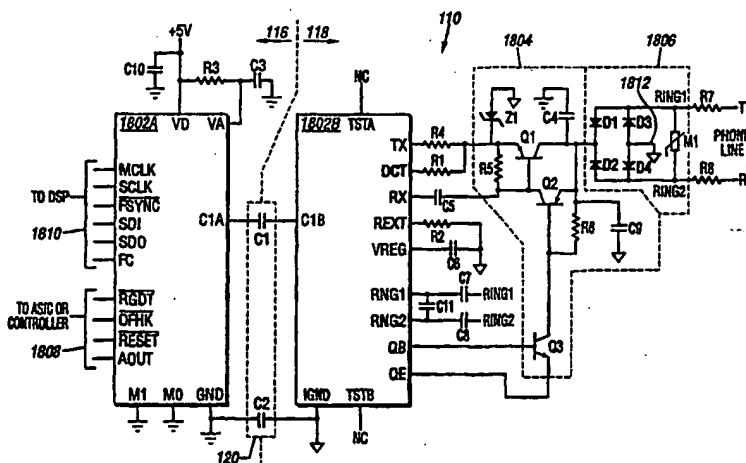 110
+5V
116
118
1804
1806
C10
R3
C3
NC
1812
1802A
VD
VA
1802B
TSTA
Z1
C4
RING1
R7
T
D1
D3
PHONE
LINE
M1
TX
R4
Q1
DCT
R1
R5
D2
D4
RING2
R8
R
TO DSP
1810
MCLK
SCLK
FSYNC
SDI
SDO
FC
C1A
C1
C1B
RX
C5
Q2
REXT
R2
R6
C9
VREG
C6
TO ASIC OR
CONTROLLER
1808
RGDT
OFHK
RESET
AOUT
RNG1
C7
RING1
C11
RNG2
C8
RING2
QB
Q3
QE
M1
M0
GND
C2
IGND
TSTB
120
NC